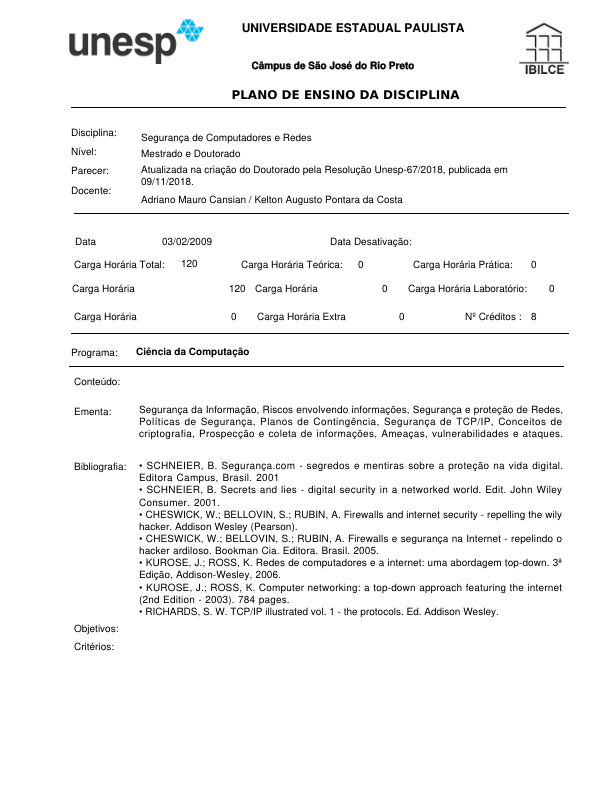 unesp
UNIVERSIDADE ESTADUAL PAULISTA
Câmpus de São José do Rio Preto
IBILCE
PLANO DE ENSINO DA DISCIPLINA
Disciplina: Segurança de Computadores e Redes
Nível: Mestrado e Doutorado
Parecer: Atualizada na criação do Doutorado pela Resolução Unesp-67/2018, publicada em
09/11/2018.
Docente: Adriano Mauro Cansian / Kelton Augusto Pontara da Costa
Data 03/02/2009 Data Desativação:
Carga Horária Total: 120 Carga Horária Teórica: 0 Carga Horária Prática: 0
Carga Horária 120 Carga Horária 0 Carga Horária Laboratório: 0
Carga Horária 0 Carga Horária Extra 0 Nº Créditos : 8
Programa: Ciência da Computação
Conteúdo:
Ementa: Segurança da Informação, Riscos envolvendo informações, Segurança e proteção de Redes,
Políticas de Segurança, Planos de Contingência, Segurança de TCP/IP, Conceitos de
criptografia, Prospecção e coleta de informações, Ameaças, vulnerabilidades e ataques.
Bibliografia: • SCHNEIER, B. Segurança.com - segredos e mentiras sobre a proteção na vida digital.
Editora Campus, Brasil. 2001
• SCHNEIER, B. Secrets and lies - digital security in a networked world. Edit. John Wiley
Consumer. 2001.
• CHESWICK, W.; BELLOVIN, S.; RUBIN, A. Firewalls and internet security - repelling the wily
hacker. Addison Wesley (Pearson).
• CHESWICK, W.; BELLOVIN, S.; RUBIN, A. Firewalls e segurança na Internet - repelindo o
hacker ardiloso. Bookman Cia. Editora. Brasil. 2005.
• KUROSE, J.; ROSS, K. Redes de computadores e a internet: uma abordagem top-down. 3ª
Edição, Addison-Wesley, 2006.
• KUROSE, J.; ROSS, K. Computer networking: a top-down approach featuring the internet
(2nd Edition - 2003). 784 pages.
• RICHARDS, S. W. TCP/IP illustrated vol. 1 - the protocols. Ed. Addison Wesley.
Objetivos:
Critérios: